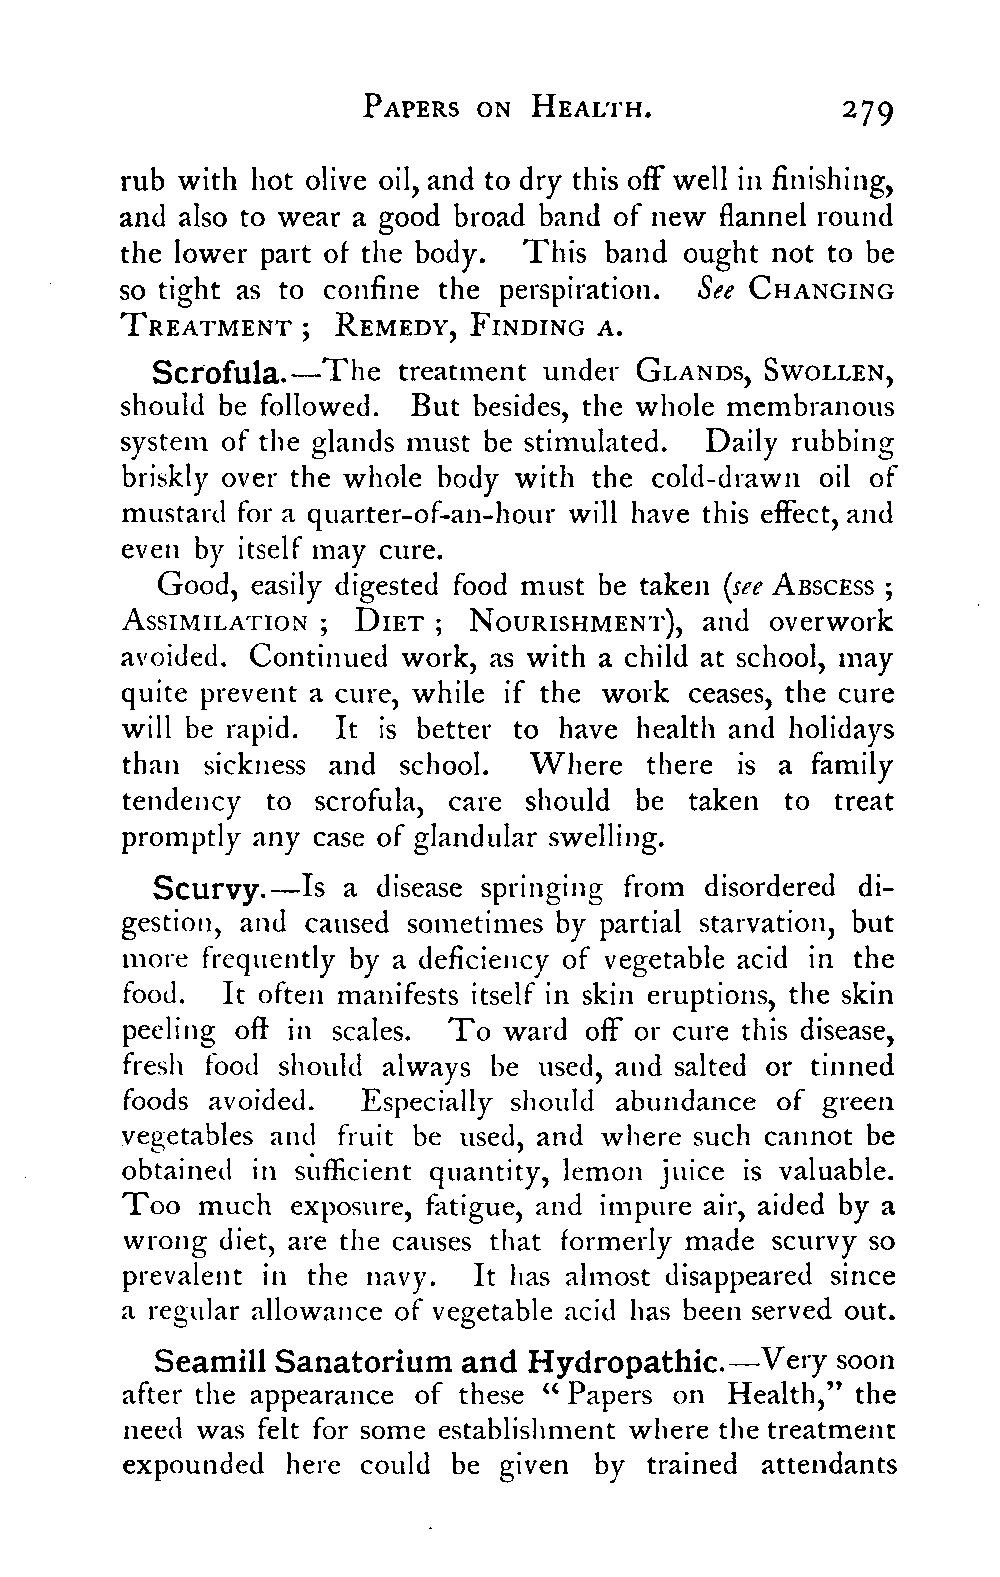 PAPERS ON HEALTH. 279
rub with hot olive oil, and to dry this off well in finishing,
and also to wear a good broad band of new flannel round
the lower part of the body. This band ought not to be
so tight as to confine the perspiration. See CHANGING
TREATMENT ; REMEDY, FINDING A.
Scrofula.—The treatment under GLANDS, SWOLLEN,
should be followed. But besides, the whole membranous
system of the glands must be stimulated. Daily rubbing
briskly over the whole body with the cold-drawn oil of
mustard for a quarter-of-an-hour will have this effect, and
even by itself may cure.
Good, easily digested food must be taken (see ABSCESS ;
ASSIMILATION ; DIET ; NOURISHMENT), and overwork
avoided. Continued work, as with a child at school, may
quite prevent a cure, while if the work ceases, the cure
will be rapid. It is better to have health and holidays
than sickness and school. Where there is a family
tendency to scrofula, care should be taken to treat
promptly any case of glandular swelling.
Scurvy.—Is a disease springing from disordered di-
gestion, and caused sometimes by partial starvation, but
more frequently by a deficiency of vegetable acid in the
food. It often manifests itself in skin eruptions, the skin
peeling off in scales. To ward off or cure this disease,
fresh food should always be used, and salted or tinned
foods avoided. Especially should abundance of green
vegetables and fruit be used, and where such cannot be
obtained in sufficient quantity, lemon juice is valuable.
Too much exposure, fatigue, and impure air, aided by a
wrong diet, are the causes that formerly made scurvy so
prevalent in the navy. It has almost disappeared since
a regular allowance of vegetable acid has been served out.
Seamill Sanatorium and Hydropathic.—Very soon
after the appearance of these “Papers on Health,” the
need was felt for some establishment where the treatment
expounded here could be given by trained attendants